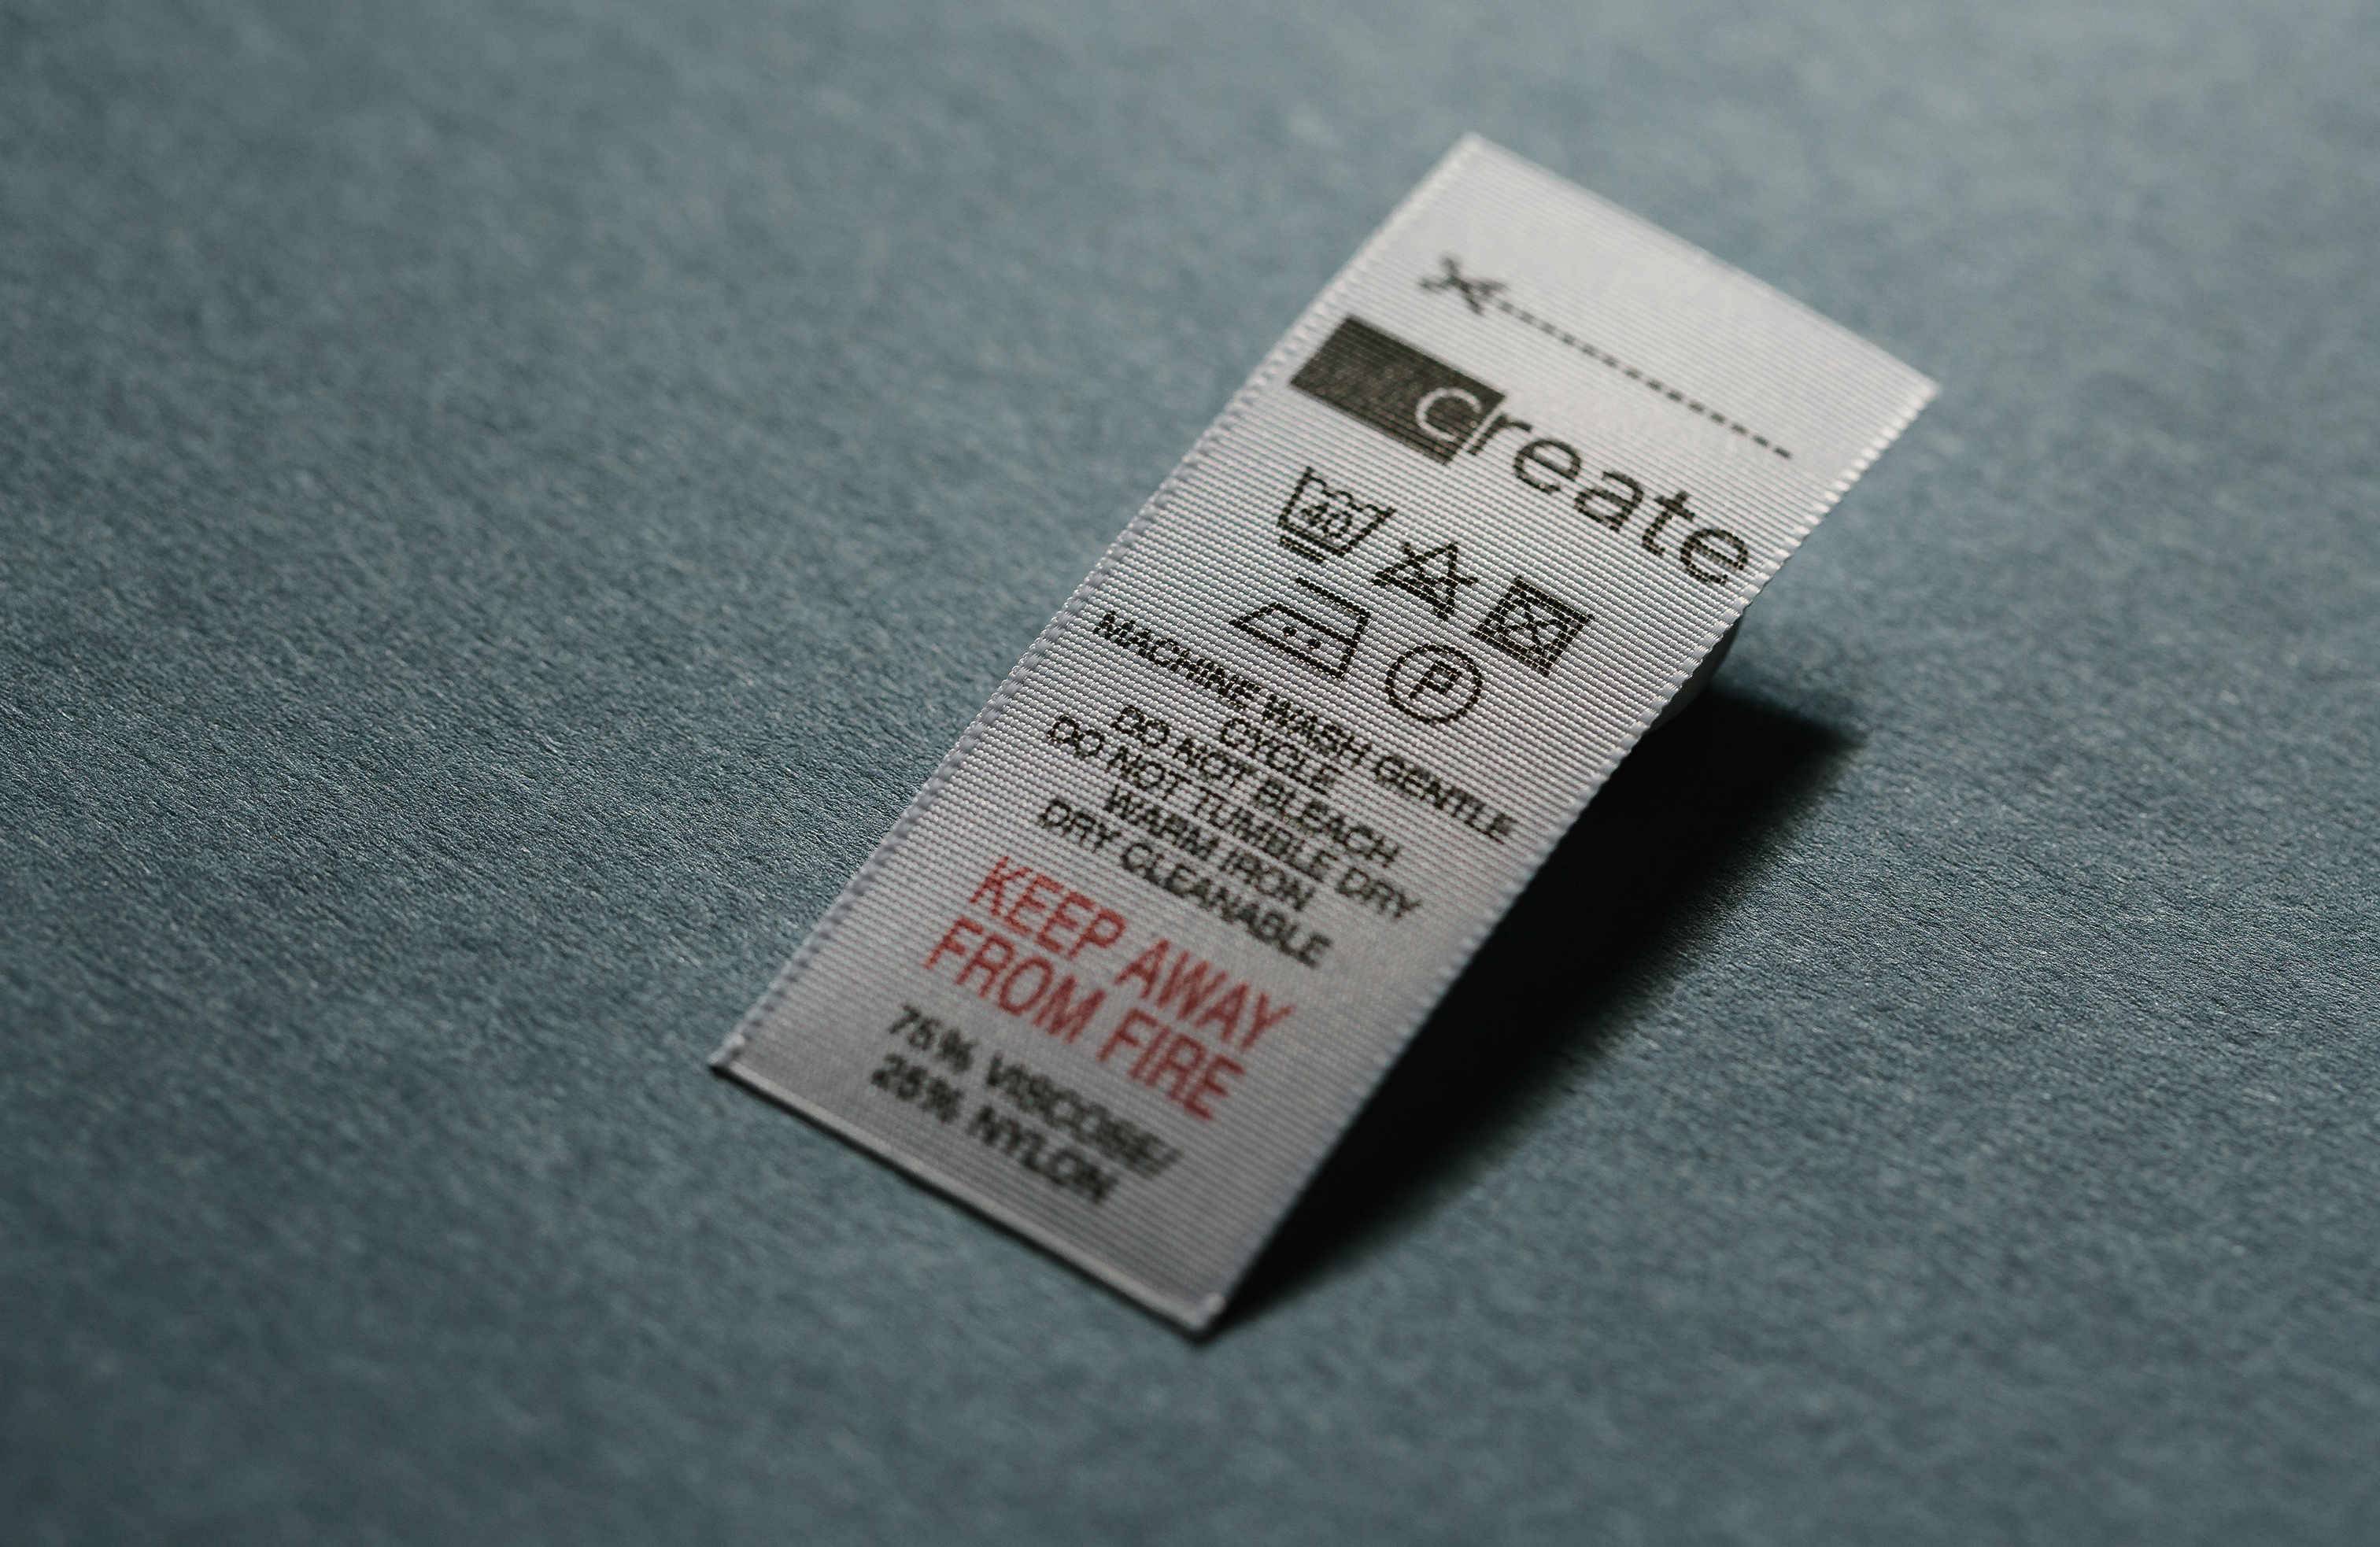 create
40
P
MACHINE WASH GENTLE
CYCLE
DO NOT BLEACH
DO NOT TUMBLE DRY
WARM IRON
DRY CLEANABLE
KEEP AWAY
FROM FIRE
75% VISCOSE/
25% NYLON